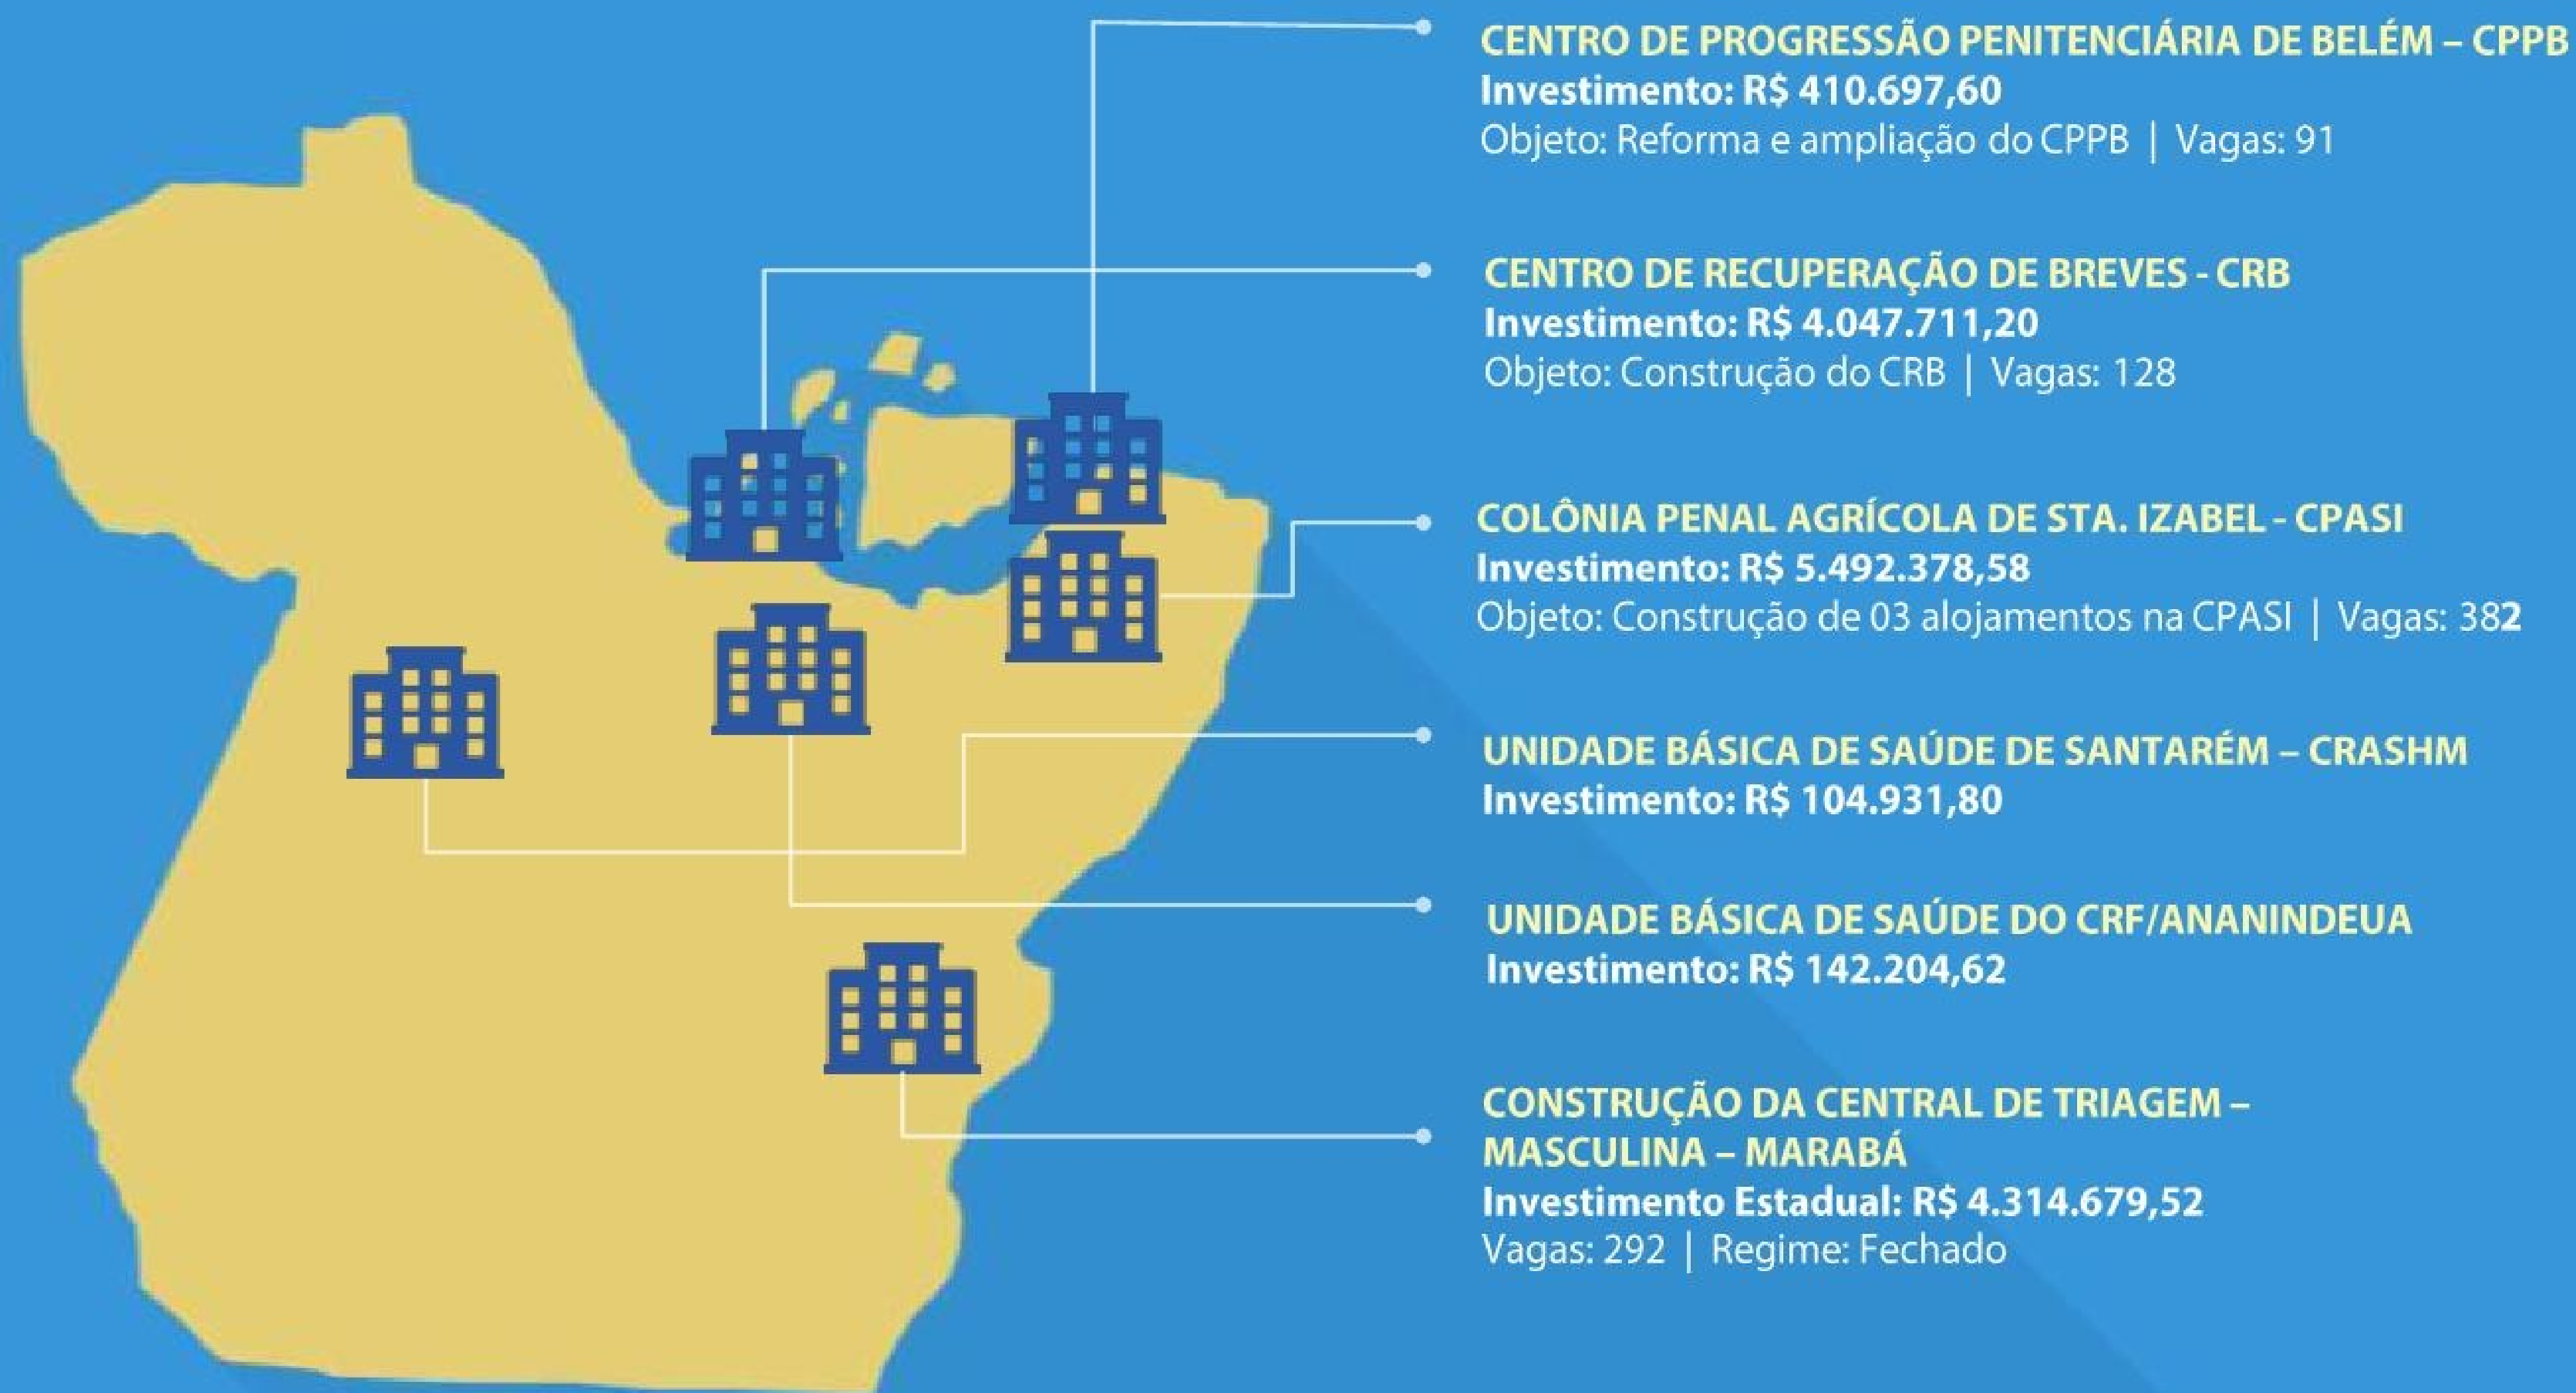 CENTRO DE PROGRESSÃO PENITENCIÁRIA DE BELÉM – CPPB
Investimento: R$ 410.697,60
Objeto: Reforma e ampliação do CPPB | Vagas: 91
CENTRO DE RECUPERAÇÃO DE BREVES - CRB
Investimento: R$ 4.047.711,20
Objeto: Construção do CRB | Vagas: 128
COLÔNIA PENAL AGRÍCOLA DE STA. IZABEL - CPASI
Investimento: R$ 5.492.378,58
Objeto: Construção de 03 alojamentos na CPASI | Vagas: 382
UNIDADE BÁSICA DE SAÚDE DE SANTARÉM – CRASHM
Investimento: R$ 104.931,80
UNIDADE BÁSICA DE SAÚDE DO CRF/ANANINDEUA
Investimento: R$ 142.204,62
CONSTRUÇÃO DA CENTRAL DE TRIAGEM –
MASCULINA – MARABÁ
Investimento Estadual: R$ 4.314.679,52
Vagas: 292 | Regime: Fechado